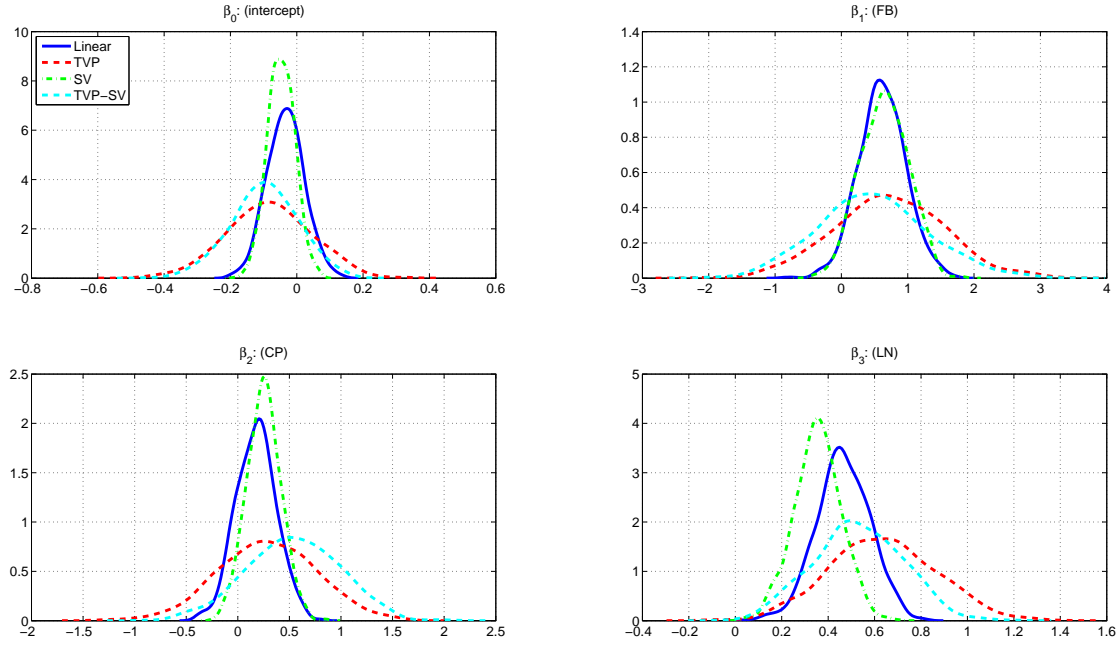 β₀: (intercept)
10
8
6
4
2
0
−0.8 −0.6 −0.4 −0.2 0 0.2 0.4 0.6
Linear
TVP
SV
TVP−SV
β₁: (FB)
1.4
1.2
1
0.8
0.6
0.4
0.2
0
−3 −2 −1 0 1 2 3 4
β₂: (CP)
2.5
2
1.5
1
0.5
0
−2 −1.5 −1 −0.5 0 0.5 1 1.5 2 2.5
β₃: (LN)
5
4
3
2
1
0
−0.4 −0.2 0 0.2 0.4 0.6 0.8 1 1.2 1.4 1.6